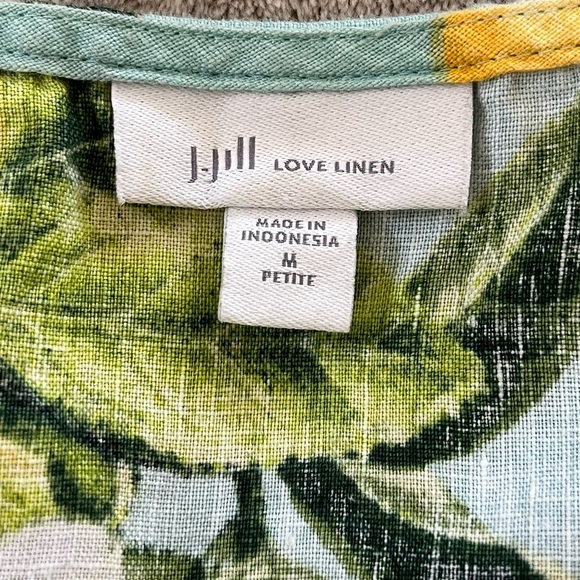 J.Jill LOVE LINEN
MADE IN
INDONESIA
M
PETITE